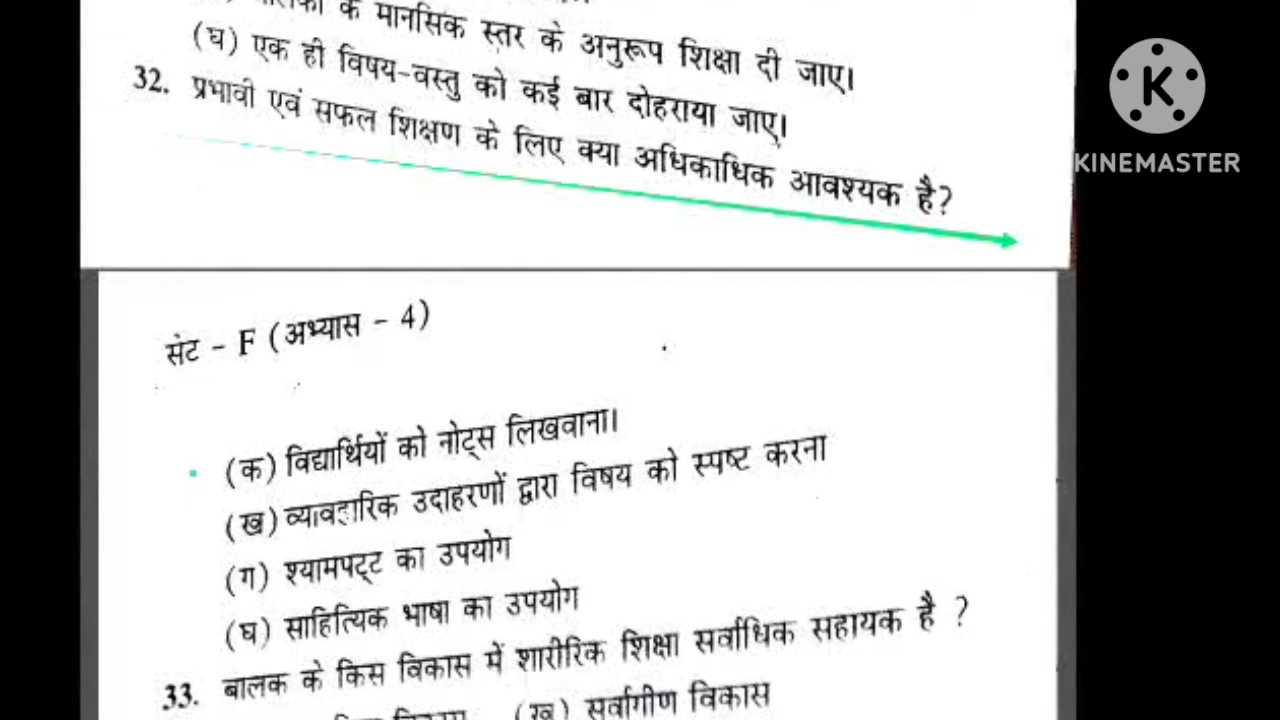 के मानसिक स्तर के अनुरूप शिक्षा दी जाए।
(घ) एक ही विषय-वस्तु को कई बार दोहराया जाए।
32. प्रभावी एवं सफल शिक्षण के लिए क्या अधिकाधिक आवश्यक है?
K
KINEMASTER
सेट - F (अभ्यास - 4)
(क) विद्यार्थियों को नोट्स लिखवाना।
(ख) व्यावहारिक उदाहरणों द्वारा विषय को स्पष्ट करना
(ग) श्यामपट्ट का उपयोग
(घ) साहित्यिक भाषा का उपयोग
33. बालक के किस विकास में शारीरिक शिक्षा सर्वाधिक सहायक है ?
(ख) सर्वागीण विकास